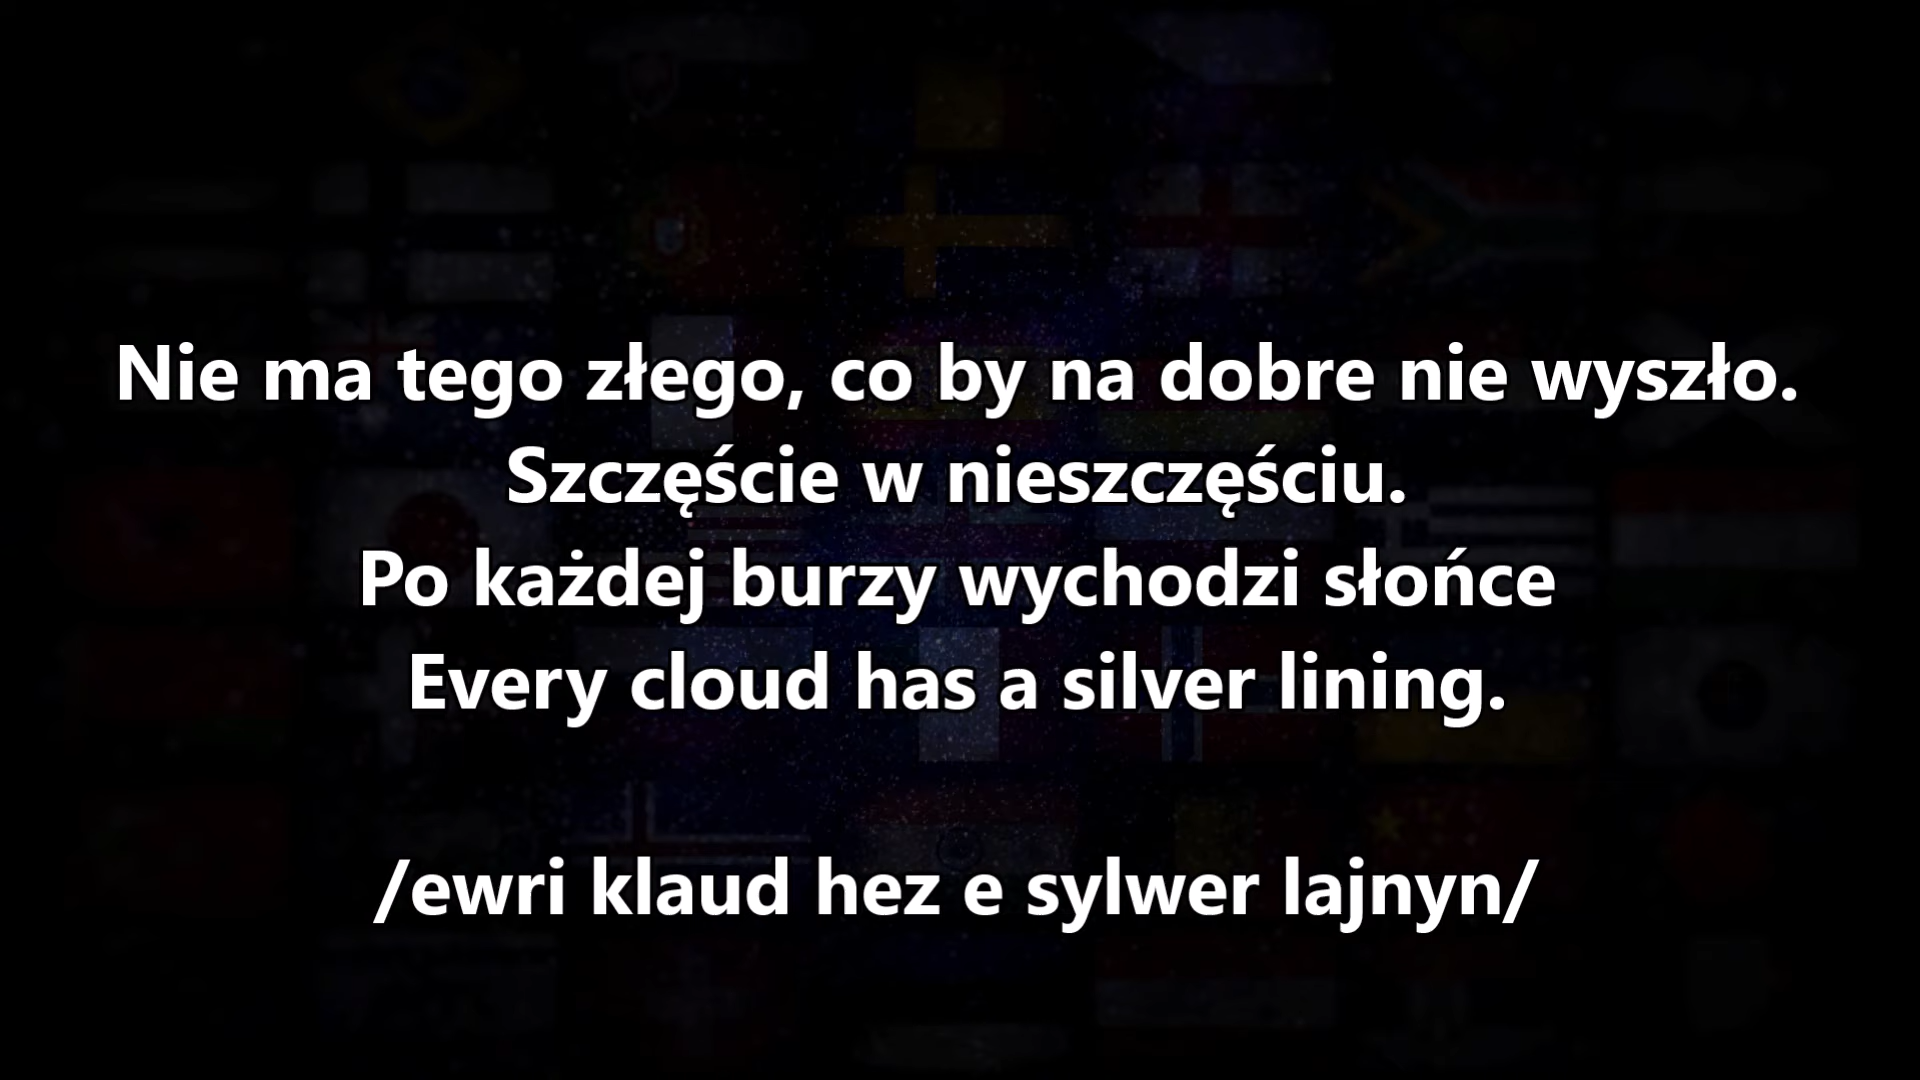 Nie ma tego złego, co by na dobre nie wyszło.
Szczęście w nieszczęściu.
Po każdej burzy wychodzi słońce
Every cloud has a silver lining.
/ewri klaud hez e sylwer lajnyn/